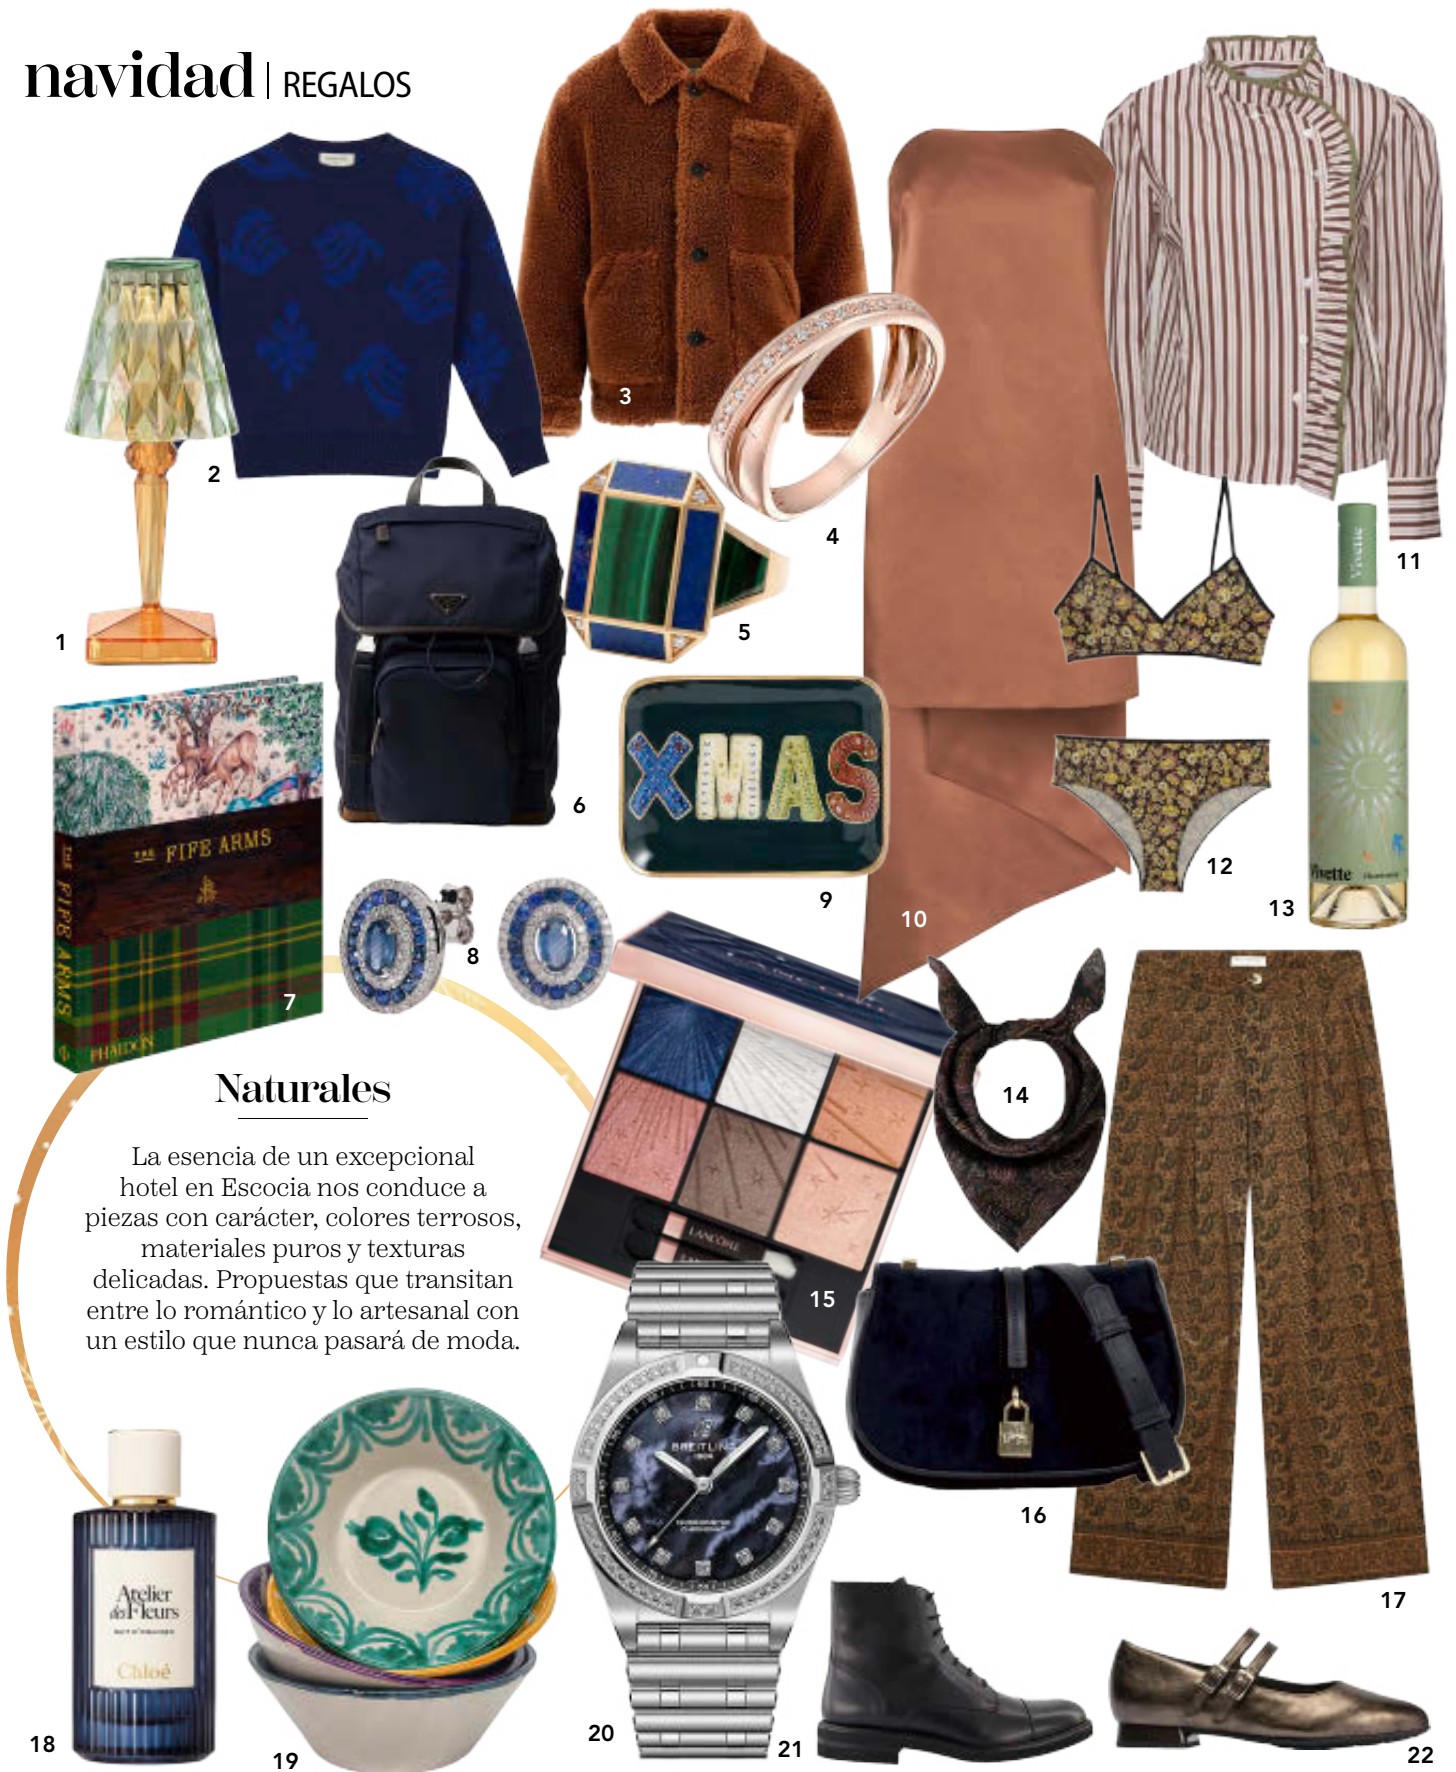 navidad | REGALOS
3
2
4
11
1
5
Vivette
THE FIFE ARMS
THE FIFE ARMS
PHAIDON
7
6
XMAS
9
8
10
12
13
Vivette
Naturales
La esencia de un excepcional
hotel en Escocia nos conduce a
piezas con carácter, colores terrosos,
materiales puros y texturas
delicadas. Propuestas que transitan
entre lo romántico y lo artesanal con
un estilo que nunca pasará de moda.
14
LANCÔME
15
16
17
BREITLING
Atelier
des Fleurs
Chloé
18
19
20
21
22